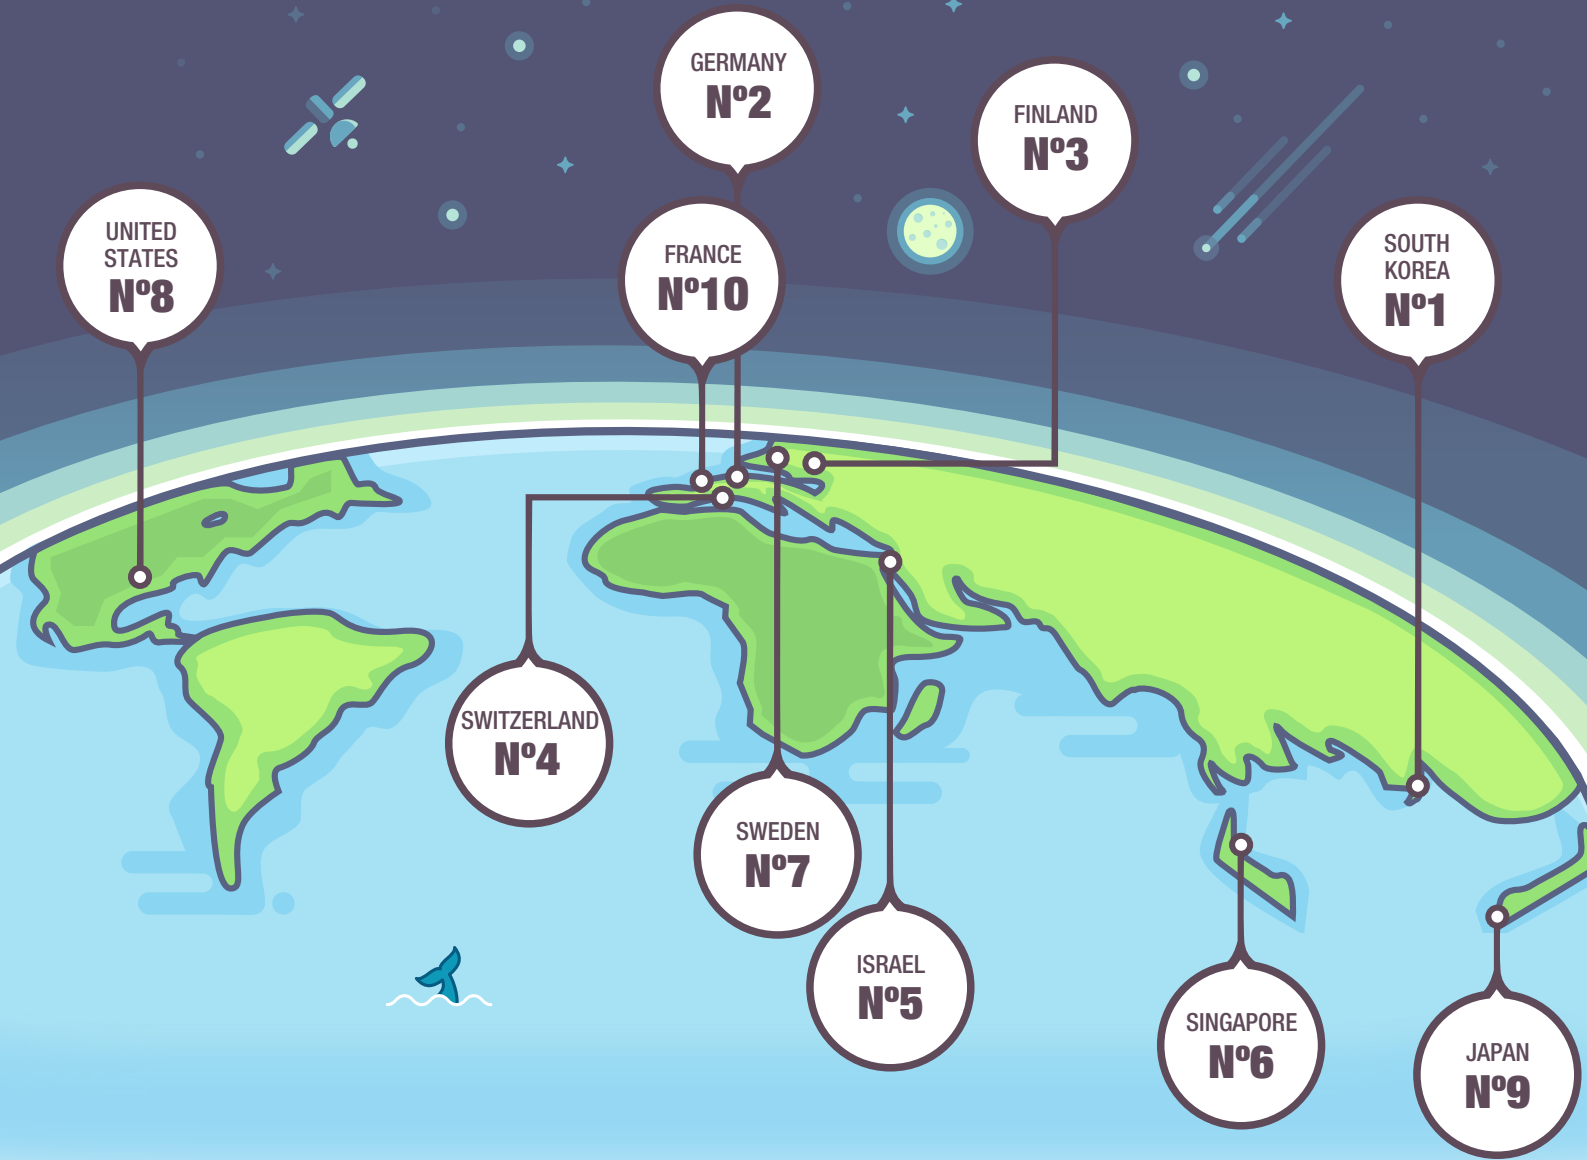 GERMANY
Nº2
FINLAND
Nº3
UNITED
STATES
Nº8
FRANCE
Nº10
SOUTH
KOREA
Nº1
SWITZERLAND
Nº4
SWEDEN
Nº7
ISRAEL
Nº5
SINGAPORE
Nº6
JAPAN
Nº9